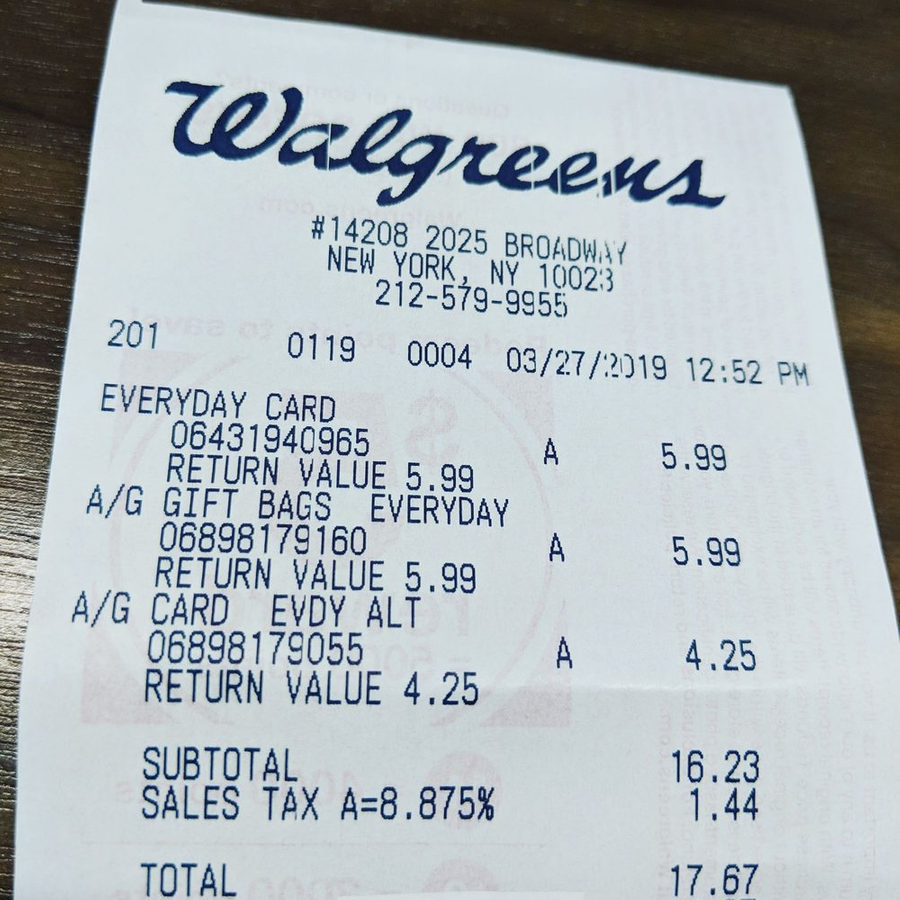 Walgreens
#14208 2025 BROADWAY
NEW YORK, NY 10023
212-579-9955
201 0119 0004 03/27/2019 12:52 PM
EVERYDAY CARD
06431940965 A 5.99
RETURN VALUE 5.99
A/G GIFT BAGS EVERYDAY
06898179160 A 5.99
RETURN VALUE 5.99
A/G CARD EVDY ALT
06898179055 A 4.25
RETURN VALUE 4.25
SUBTOTAL 16.23
SALES TAX A=8.875% 1.44
TOTAL 17.67